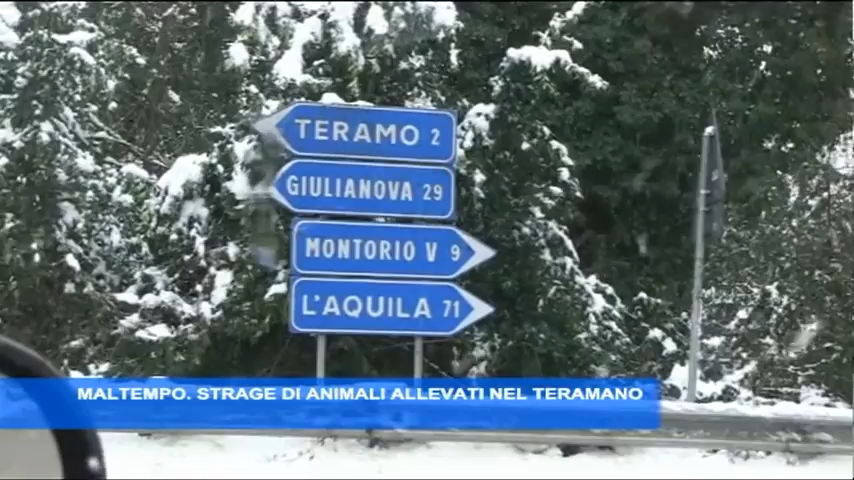 TERAMO 2
GIULIANOVA 29
MONTORIO V 9
L'AQUILA 71
MALTEMPO. STRAGE DI ANIMALI ALLEVATI NEL TERAMANO